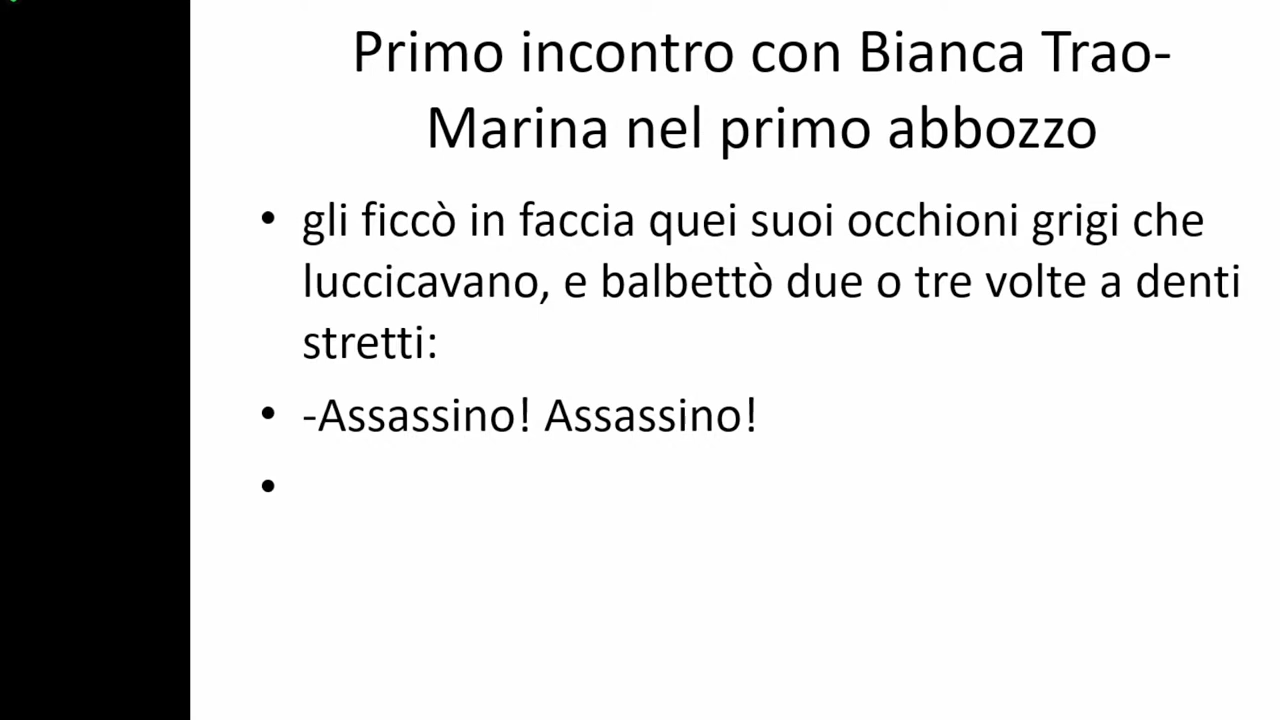 Primo incontro con Bianca Trao-
Marina nel primo abbozzo
• gli ficcò in faccia quei suoi occhioni grigi che
luccicavano, e balbettò due o tre volte a denti
stretti:
• -Assassino! Assassino!
•